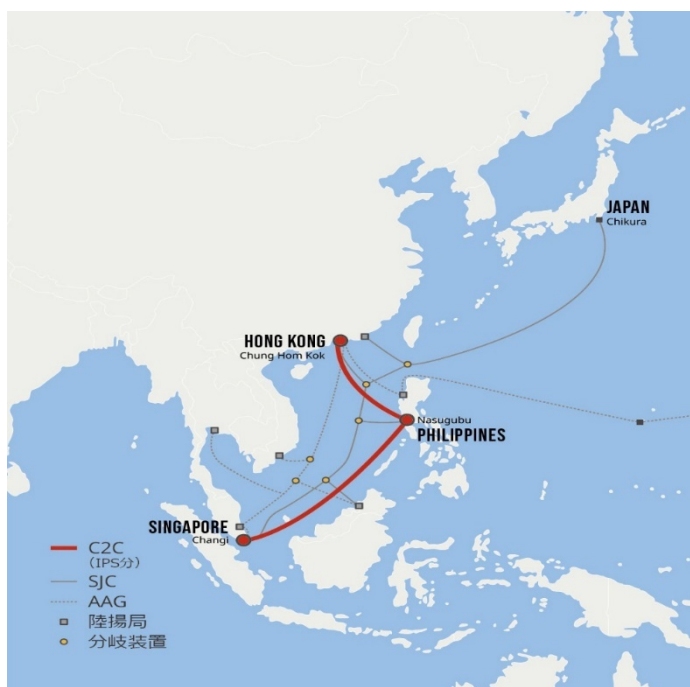 JAPAN
Chikura
HONG KONG
Chung Hom Kok
Nasugubu
PHILIPPINES
SINGAPORE
Changi
C2C
(IPS分)
SJC
AAG
陸揚局
分岐装置